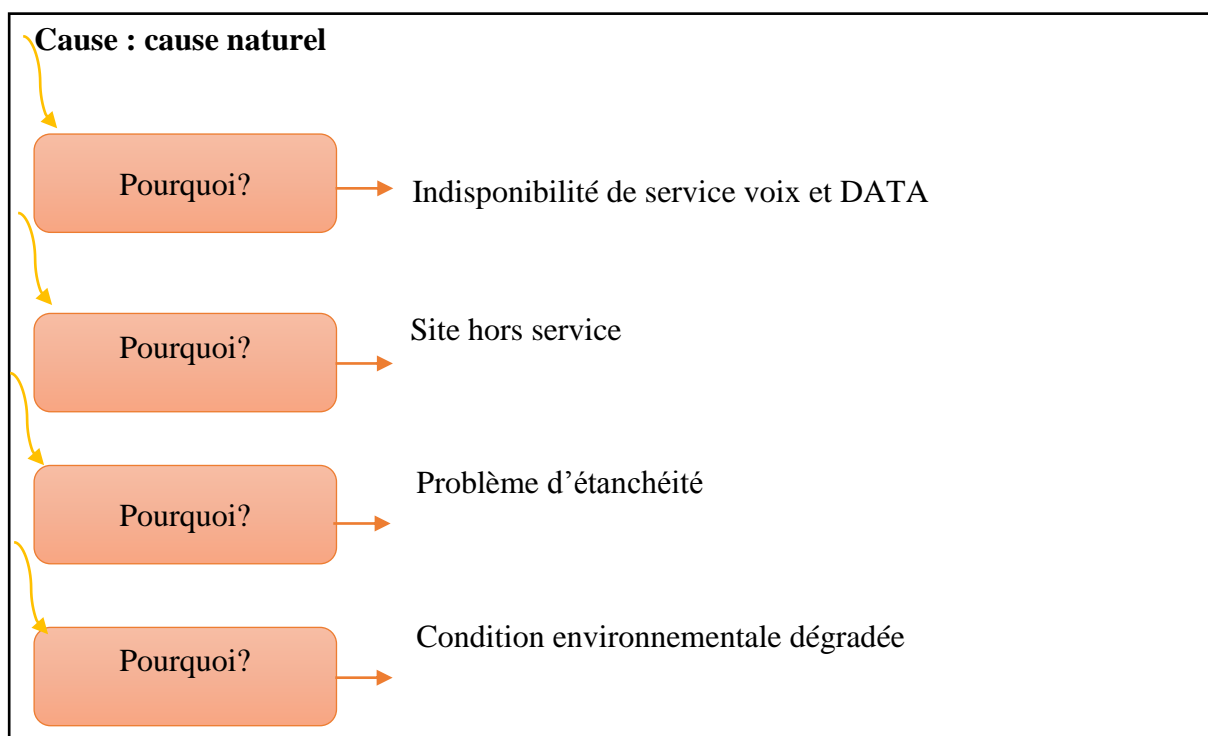 Cause : cause naturel
Pourquoi?
Indisponibilité de service voix et DATA
Pourquoi?
Site hors service
Pourquoi?
Problème d’étanchéité
Pourquoi?
Condition environnementale dégradée